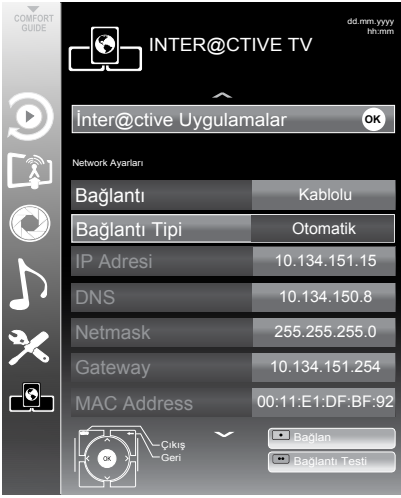 COMFORT
GUIDE
dd.mm.yyyy
hh:mm
INTER@CTIVE TV
İnter@ctive Uygulamalar OK
Network Ayarları
Bağlantı Kablolu
Bağlantı Tipi Otomatik
IP Adresi 10.134.151.15
DNS 10.134.150.8
Netmask 255.255.255.0
Gateway 10.134.151.254
MAC Address 00:11:E1:DF:BF:92
OK
Çıkış
Geri
Bağlan
Bağlantı Testi